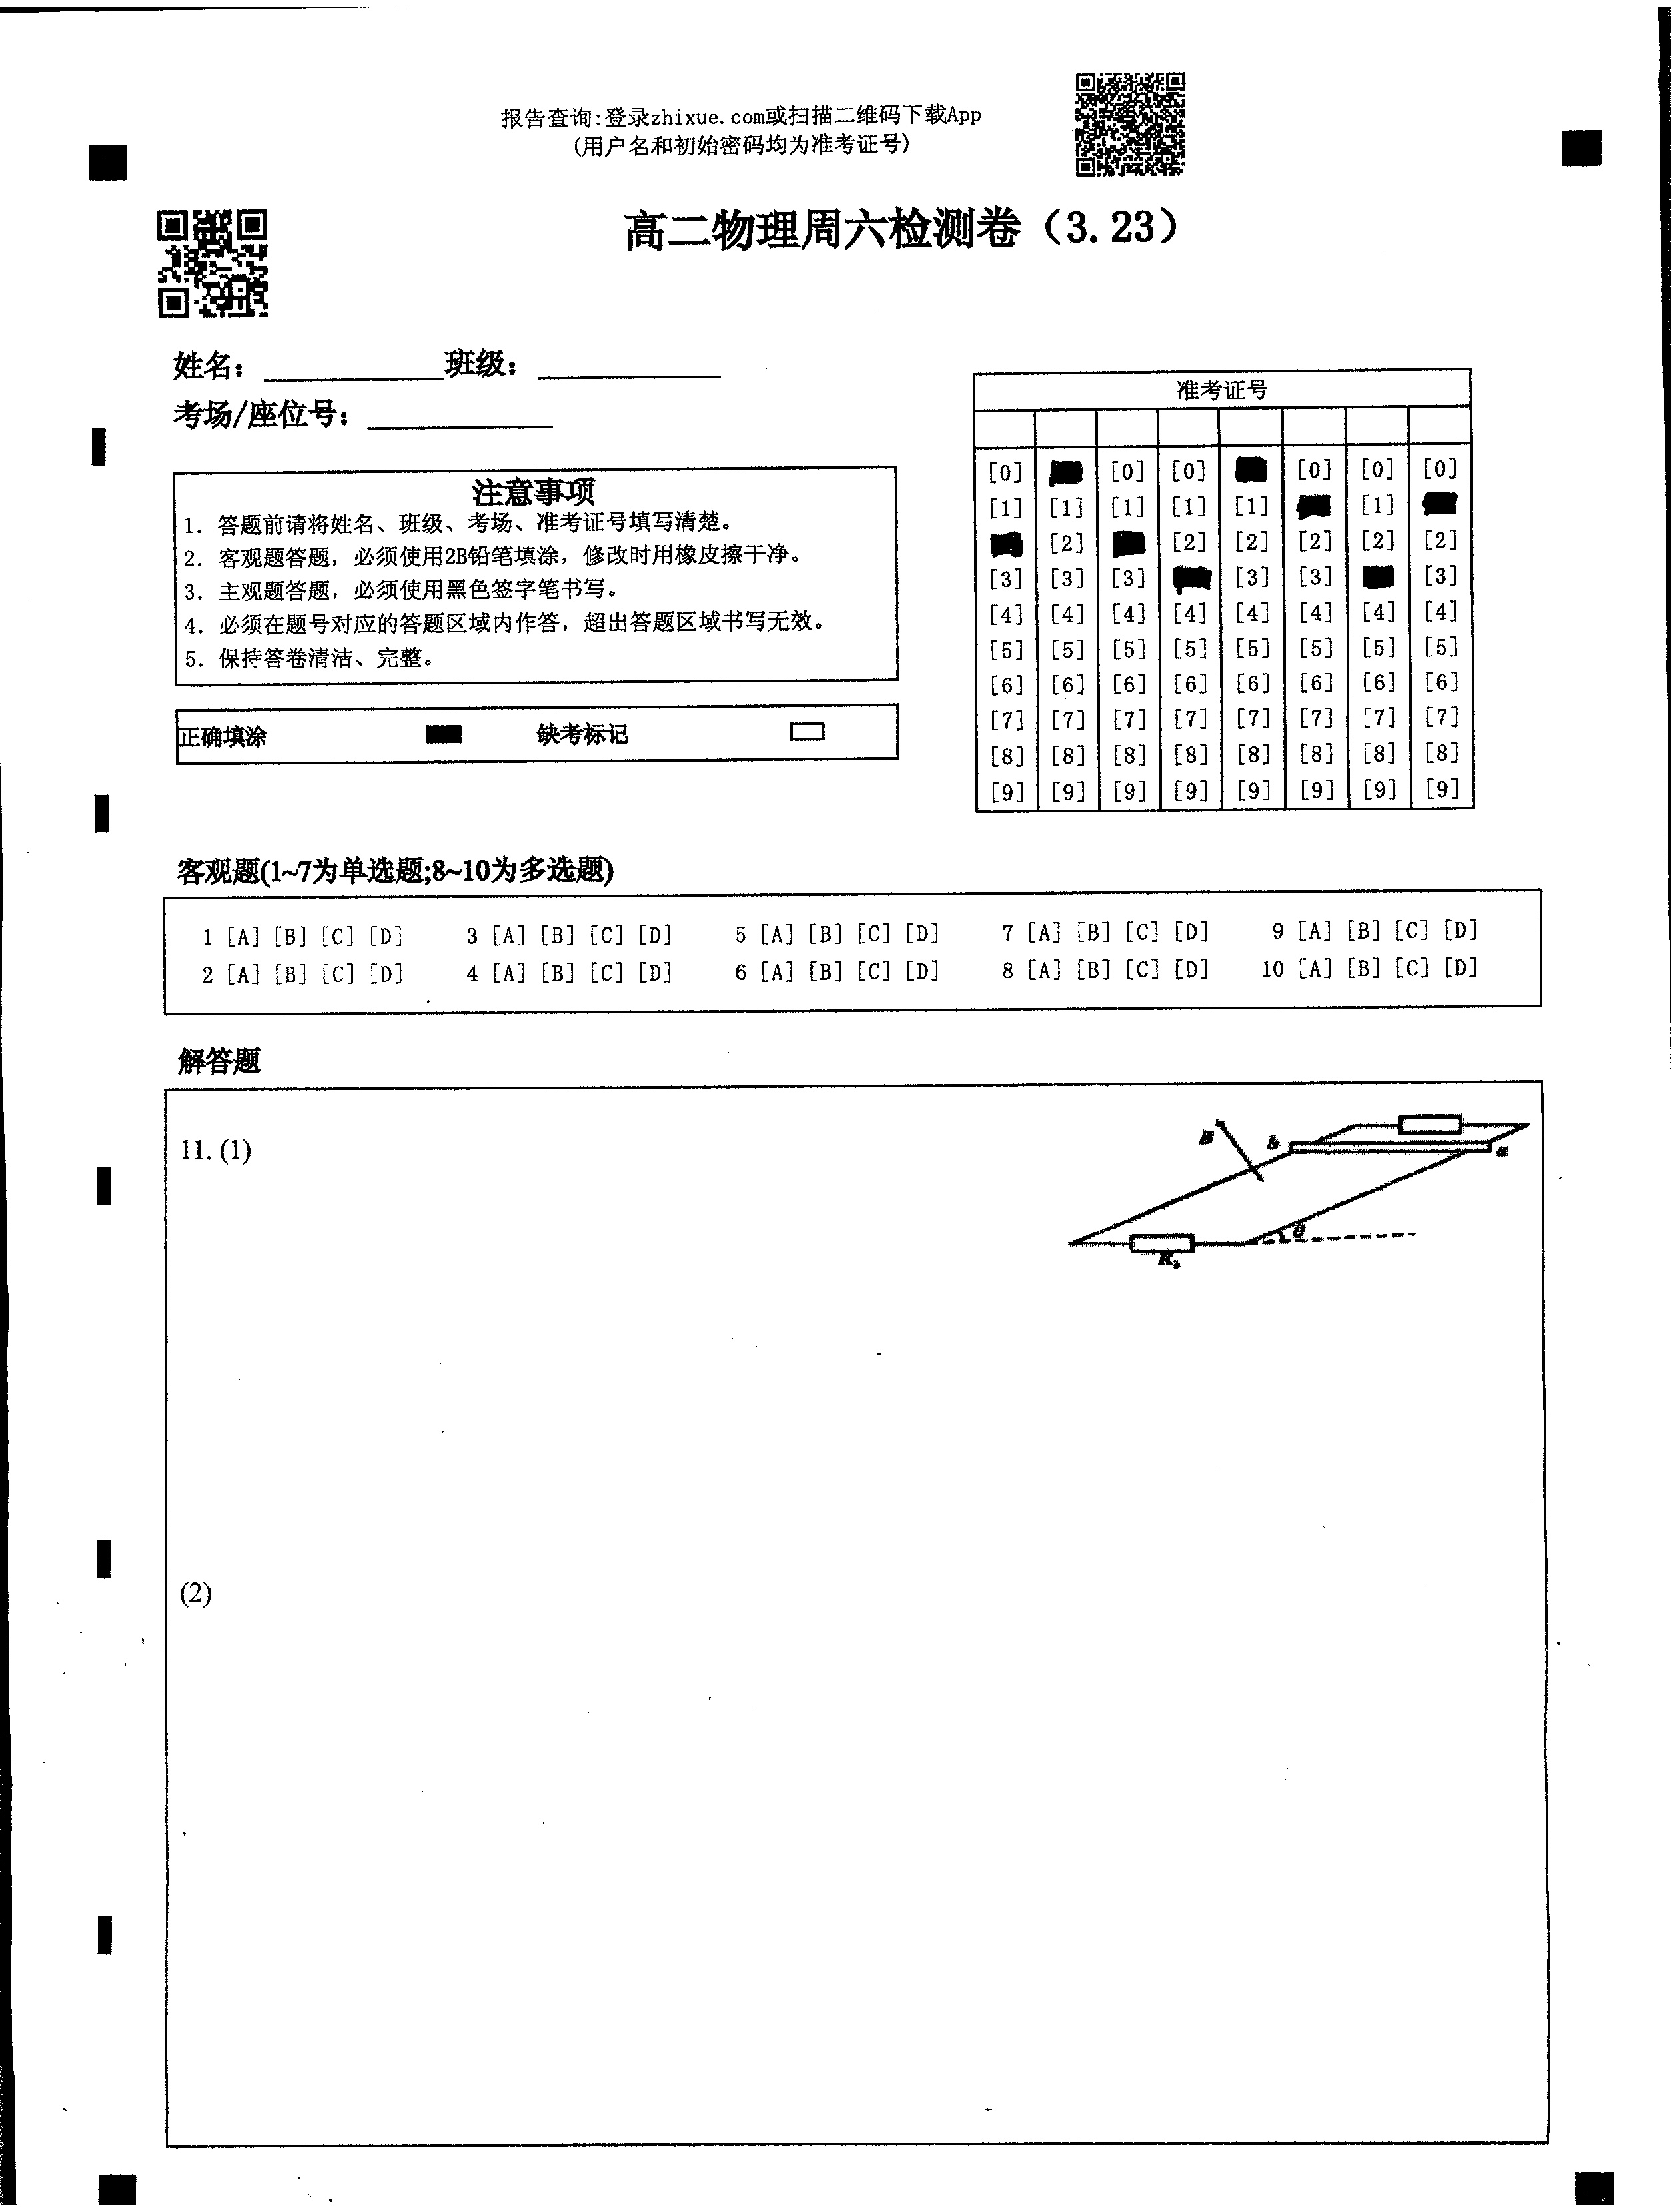 报告查询:登录zhixue.com或扫描二维码下载App
(用户名和初始密码均为准考证号)
高二物理周六检测卷（3.23）
姓名： 班级：
考场/座位号：
准考证号
注意事项
1. 答题前请将姓名、班级、考场、准考证号填写清楚。
2. 客观题答题，必须使用2B铅笔填涂，修改时用橡皮擦干净。
3. 主观题答题，必须使用黑色签字笔书写。
4. 必须在题号对应的答题区域内作答，超出答题区域书写无效。
5. 保持答卷清洁、完整。
正确填涂 缺考标记
[0] [0] [0] [0] [0] [0]
[1] [1] [1] [1] [1] [1]
[2] [2] [2] [2] [2] [2]
[3] [3] [3] [3] [3] [3]
[4] [4] [4] [4] [4] [4] [4] [4]
[5] [5] [5] [5] [5] [5] [5] [5]
[6] [6] [6] [6] [6] [6] [6] [6]
[7] [7] [7] [7] [7] [7] [7] [7]
[8] [8] [8] [8] [8] [8] [8] [8]
[9] [9] [9] [9] [9] [9] [9] [9]
客观题(1~7为单选题;8~10为多选题)
1 [A] [B] [C] [D] 3 [A] [B] [C] [D] 5 [A] [B] [C] [D] 7 [A] [B] [C] [D] 9 [A] [B] [C] [D]
2 [A] [B] [C] [D] 4 [A] [B] [C] [D] 6 [A] [B] [C] [D] 8 [A] [B] [C] [D] 10 [A] [B] [C] [D]
解答题
11. (1)
B b a
θ
R₂
(2)